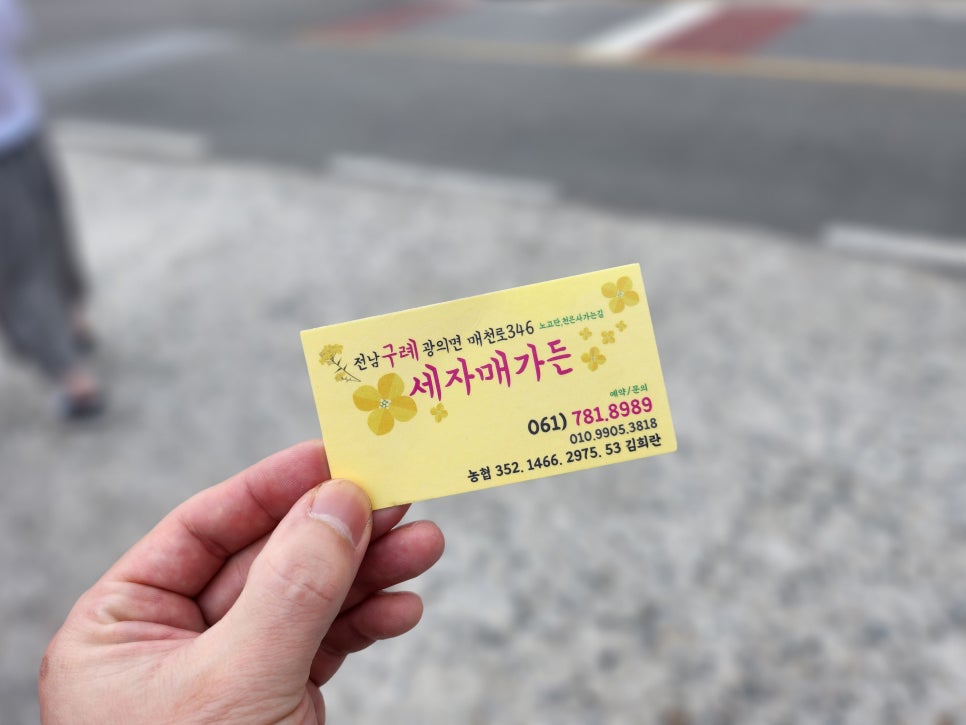 전남 구례 광의면 매천로346 노고단,천은사가는길
세자매가든
예약/문의
061) 781.8989
010.9905.3818
농협 352. 1466. 2975. 53 김희란